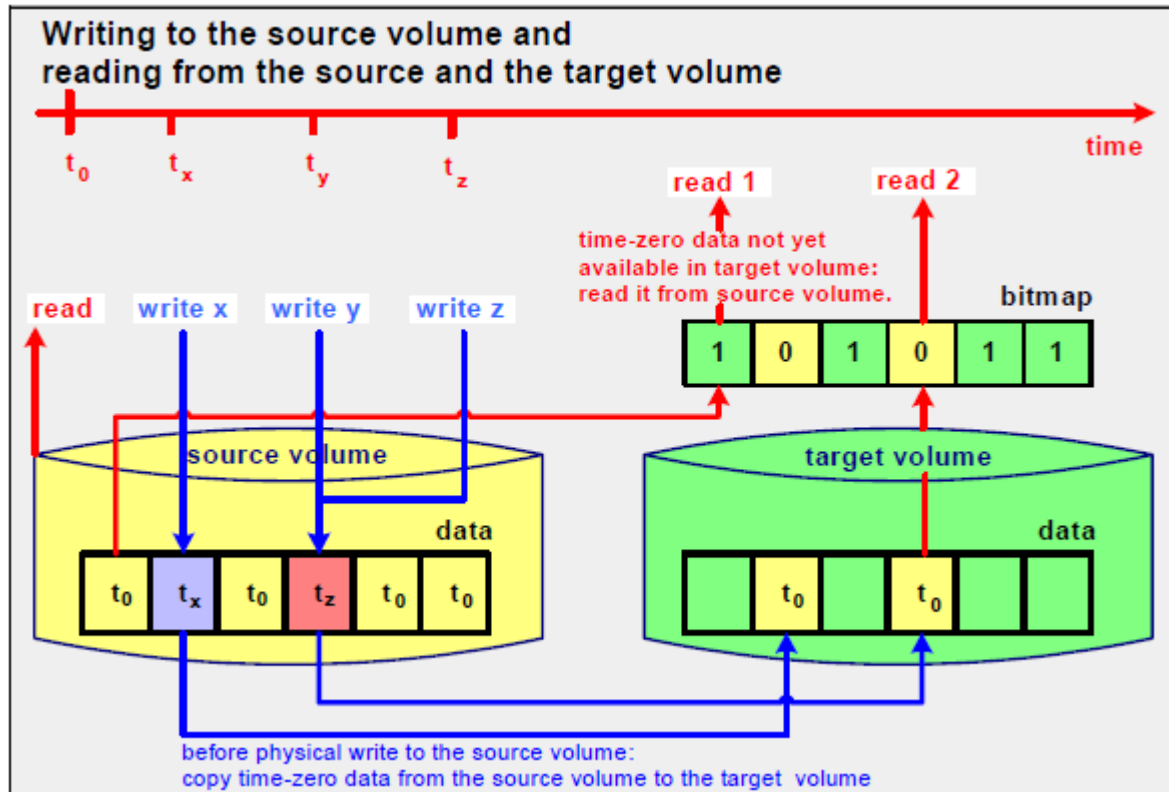 Writing to the source volume and
reading from the source and the target volume
t0 tx ty tz
time
read 1 read 2
time-zero data not yet
available in target volume:
read it from source volume.
read write x write y write z
bitmap
1 0 1 0 1 1
source volume
target volume
data
data
t0 tx t0 tz t0 t0
t0 t0
before physical write to the source volume:
copy time-zero data from the source volume to the target volume